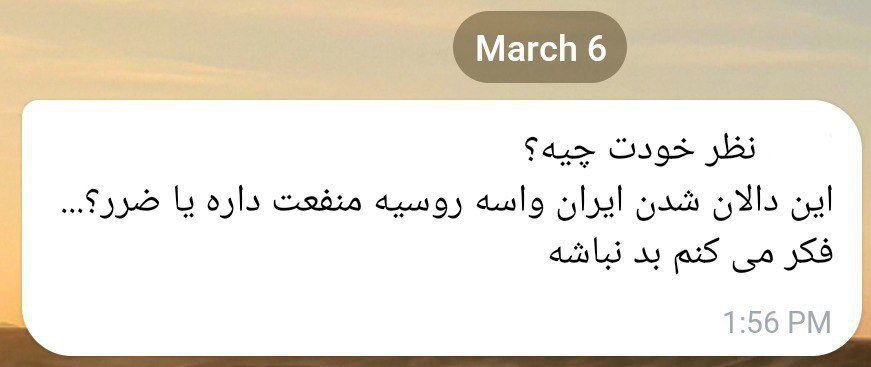 March 6
نظر خودت چیه؟
این دالان شدن ایران واسه روسیه منفعت داره یا ضرر؟...
فکر می کنم بد نباشه
1:56 PM